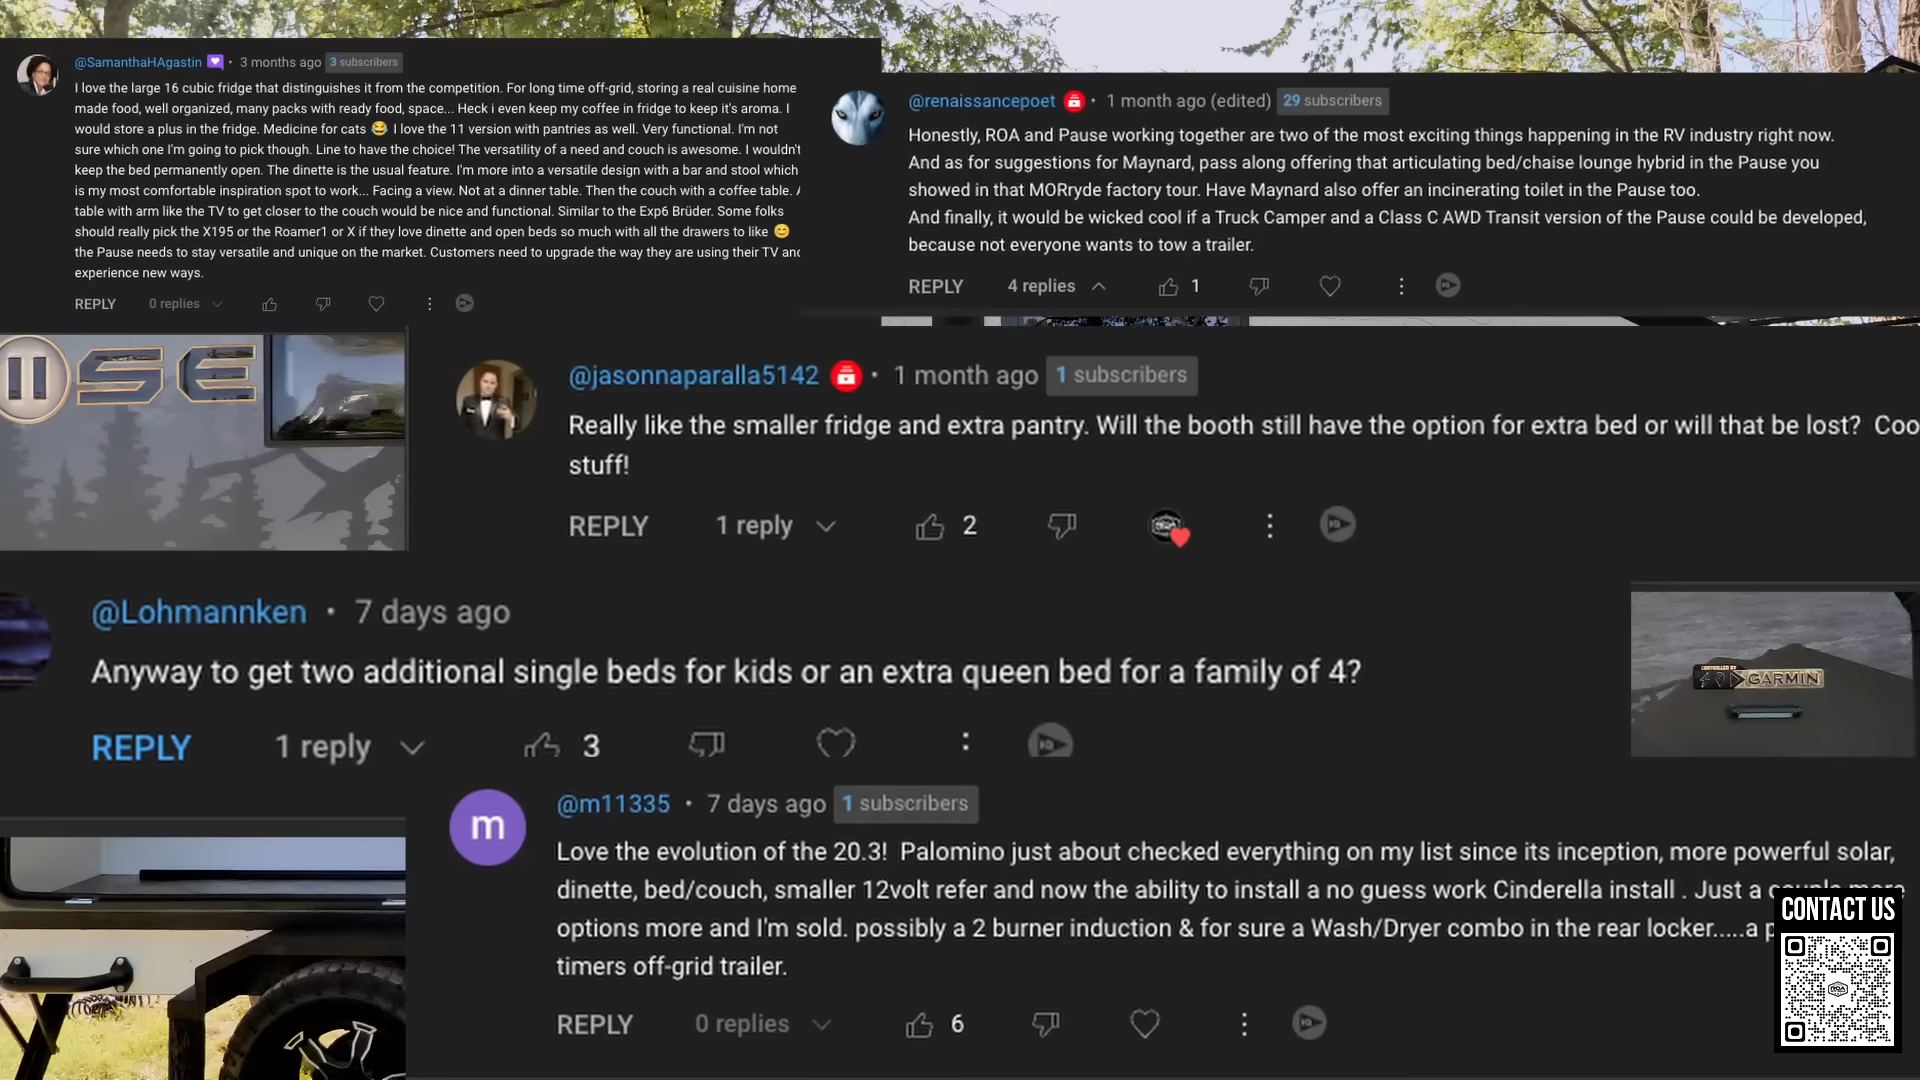 @SamanthaHAgastin · 3 months ago 3 subscribers
I love the large 16 cubic fridge that distinguishes it from the competition. For long time off-grid, storing a real cuisine home
made food, well organized, many packs with ready food, space... Heck i even keep my coffee in fridge to keep it's aroma. I
would store a plus in the fridge. Medicine for cats 😂 I love the 11 version with pantries as well. Very functional. I'm not
sure which one I'm going to pick though. Line to have the choice! The versatility of a need and couch is awesome. I wouldn't
keep the bed permanently open. The dinette is the usual feature. I'm more into a versatile design with a bar and stool which
is my most comfortable inspiration spot to work... Facing a view. Not at a dinner table. Then the couch with a coffee table.
table with arm like the TV to get closer to the couch would be nice and functional. Similar to the Exp6 Brüder. Some folks
should really pick the X195 or the Roamer1 or X if they love dinette and open beds so much with all the drawers to like 😊
the Pause needs to stay versatile and unique on the market. Customers need to upgrade the way they are using their TV and
experience new ways.
REPLY 0 replies
@renaissancepoet · 1 month ago (edited) 29 subscribers
Honestly, ROA and Pause working together are two of the most exciting things happening in the RV industry right now.
And as for suggestions for Maynard, pass along offering that articulating bed/chaise lounge hybrid in the Pause you
showed in that MORryde factory tour. Have Maynard also offer an incinerating toilet in the Pause too.
And finally, it would be wicked cool if a Truck Camper and a Class C AWD Transit version of the Pause could be developed,
because not everyone wants to tow a trailer.
REPLY 4 replies 1
SE
@jasonnaparalla5142 · 1 month ago 1 subscribers
Really like the smaller fridge and extra pantry. Will the booth still have the option for extra bed or will that be lost? Coo
stuff!
REPLY 1 reply 2
@Lohmannken · 7 days ago
Anyway to get two additional single beds for kids or an extra queen bed for a family of 4?
REPLY 1 reply 3
CONTROLLED BY
GARMIN
@m11335 · 7 days ago 1 subscribers
m
Love the evolution of the 20.3! Palomino just about checked everything on my list since its inception, more powerful solar,
dinette, bed/couch, smaller 12volt refer and now the ability to install a no guess work Cinderella install . Just a couple more
options more and I'm sold. possibly a 2 burner induction & for sure a Wash/Dryer combo in the rear locker.....a
timers off-grid trailer.
REPLY 0 replies 6
CONTACT US
ROA